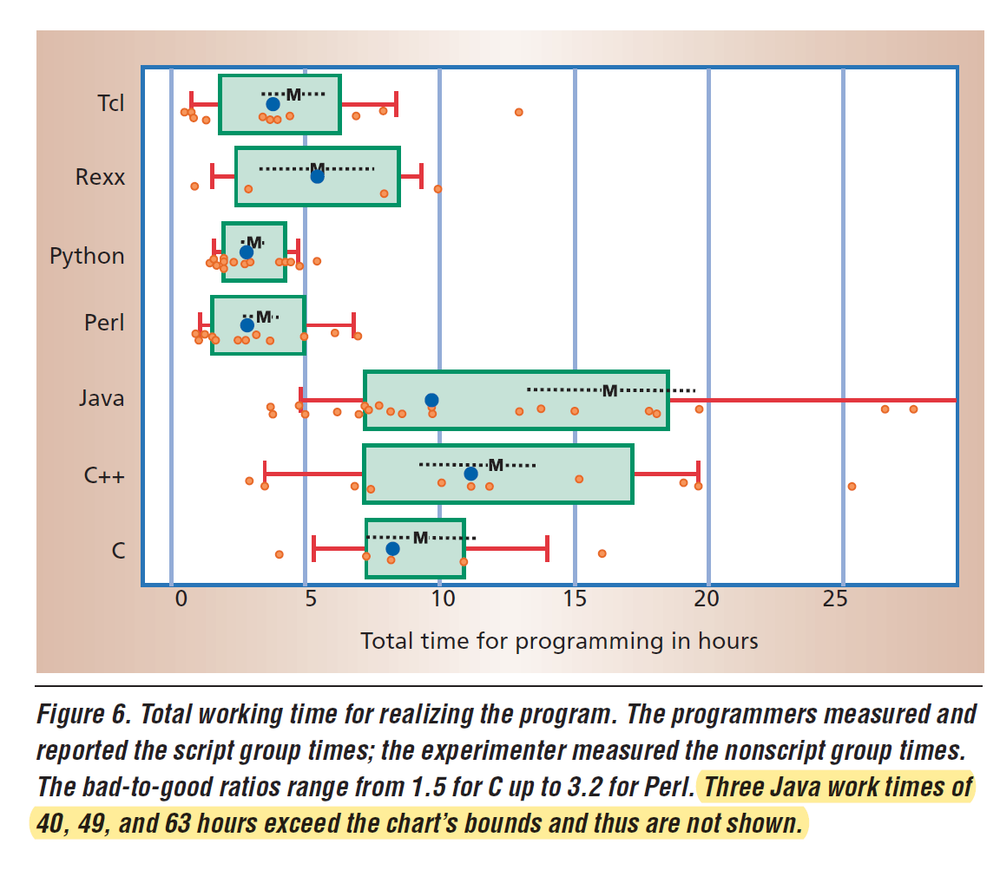 Tcl
M
Rexx
M
Python
M
Perl
M
Java
M
C++
M
C
M
0 5 10 15 20 25
Total time for programming in hours
Figure 6. Total working time for realizing the program. The programmers measured and
reported the script group times; the experimenter measured the nonscript group times.
The bad-to-good ratios range from 1.5 for C up to 3.2 for Perl. Three Java work times of
40, 49, and 63 hours exceed the chart's bounds and thus are not shown.